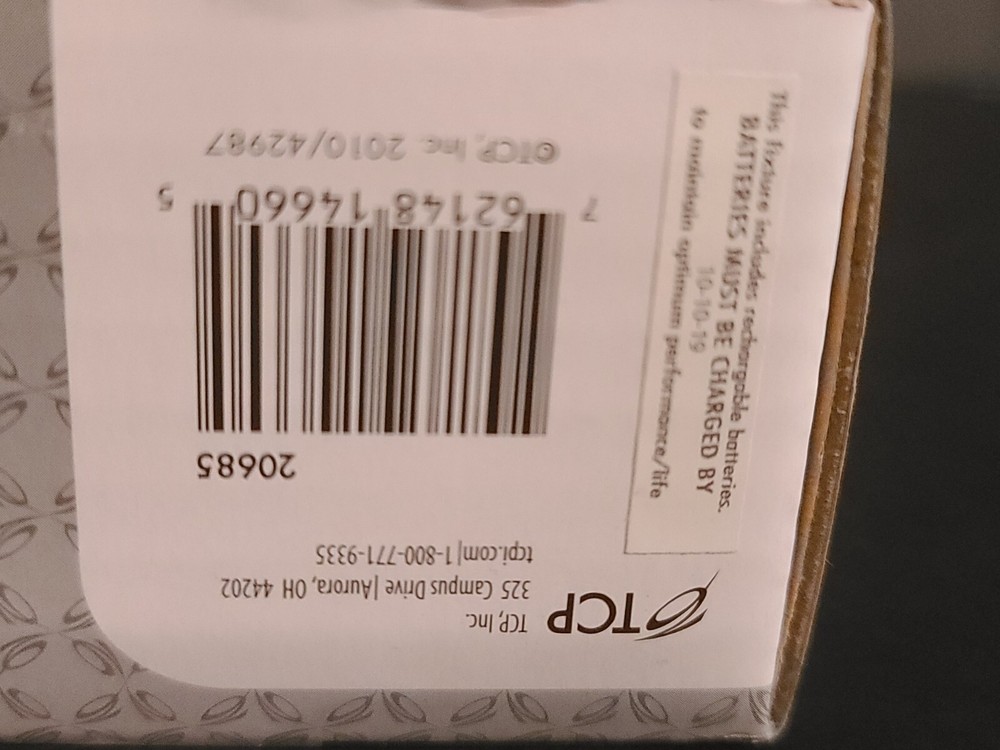 TCP
TCP, Inc.
325 Campus Drive | Aurora, OH 44202
tcpi.com | 1-800-771-9335
20685
7 62148 14660 5
©TCP, Inc. 2010/42987
This fixture includes rechargable batteries.
BATTERIES MUST BE CHARGED BY
10-10-19
to maintain optimum performance/life